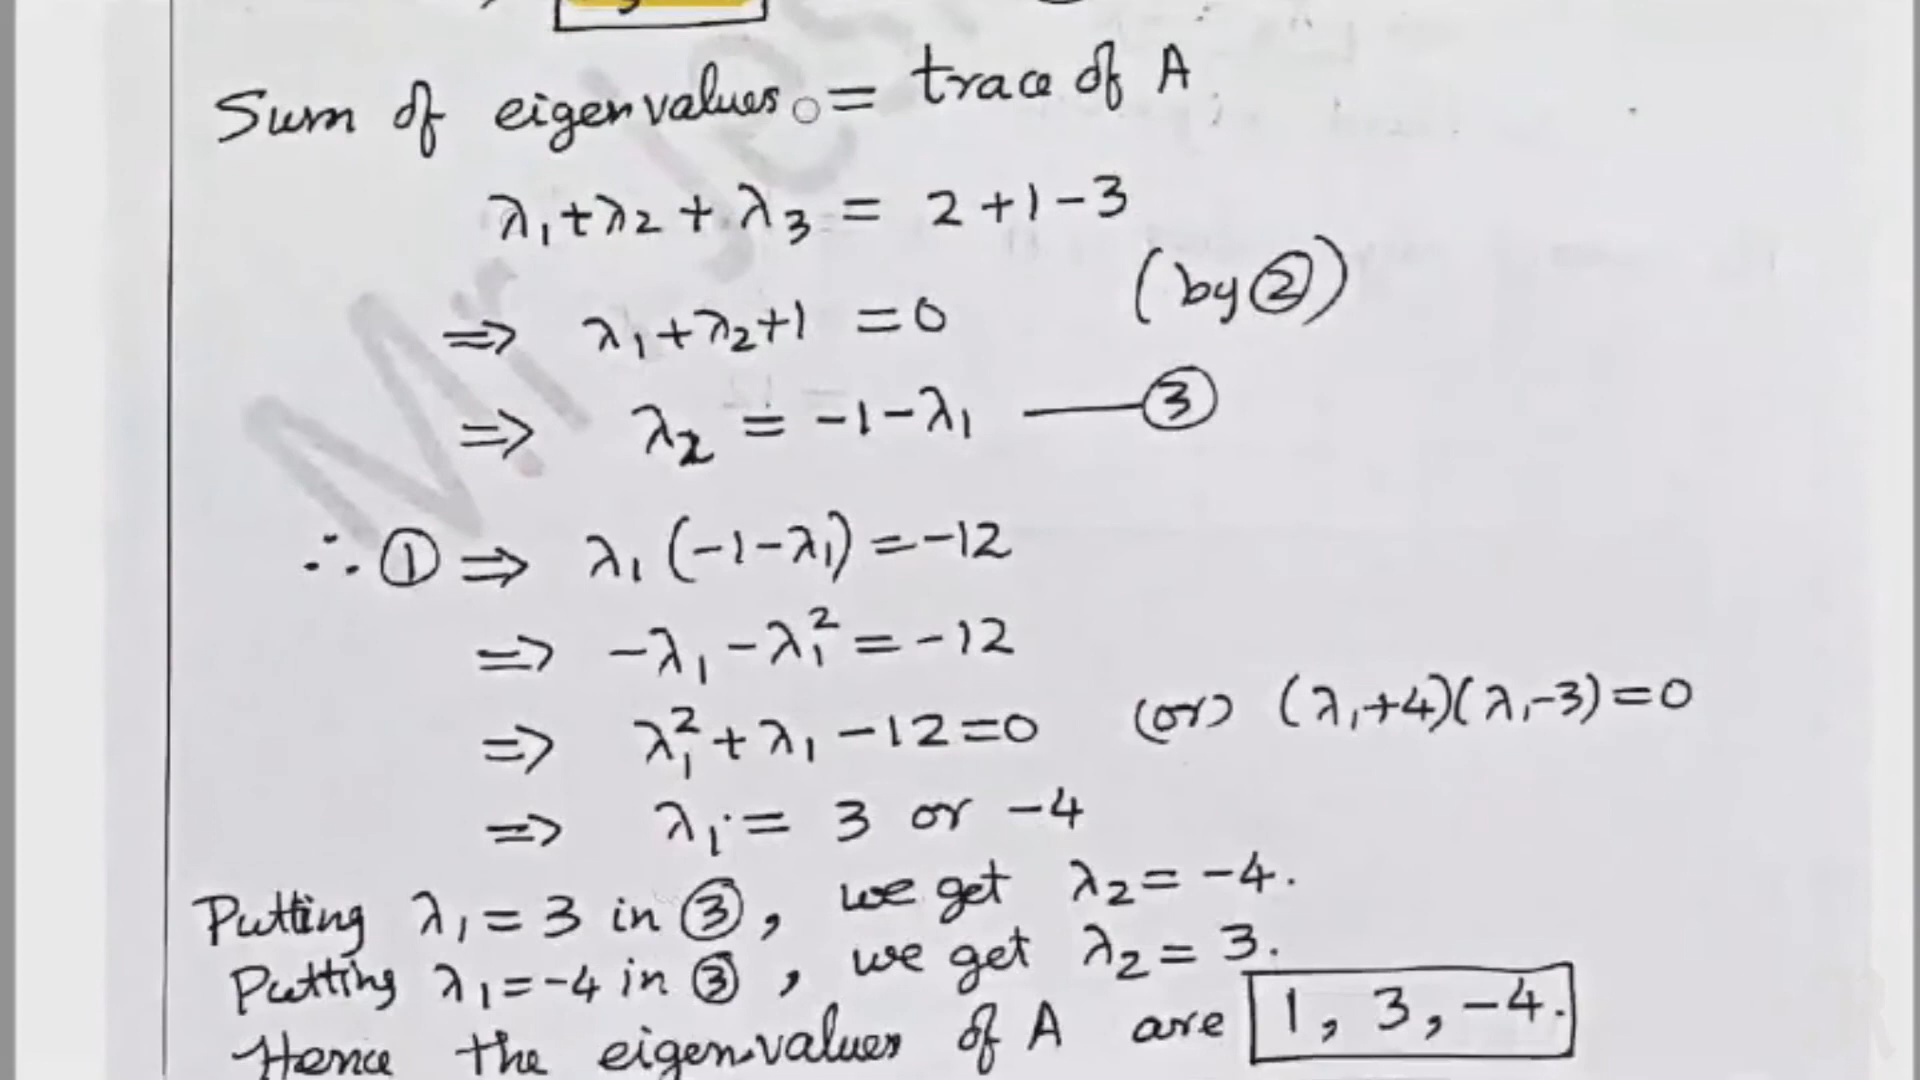 Sum of eigenvalues = trace of A
λ₁+λ₂+λ₃ = 2+1-3
⇒ λ₁+λ₂+1 =0 (by ②)
⇒ λ₂ = -1-λ₁ —— ③
∴ ① ⇒ λ₁(-1-λ₁)=-12
⇒ -λ₁-λ₁²=-12
⇒ λ₁²+λ₁-12=0 (or) (λ₁+4)(λ₁-3)=0
⇒ λ₁= 3 or -4
Putting λ₁=3 in ③, we get λ₂=-4.
Putting λ₁=-4 in ③, we get λ₂=3.
Hence the eigenvalues of A are 1, 3, -4.